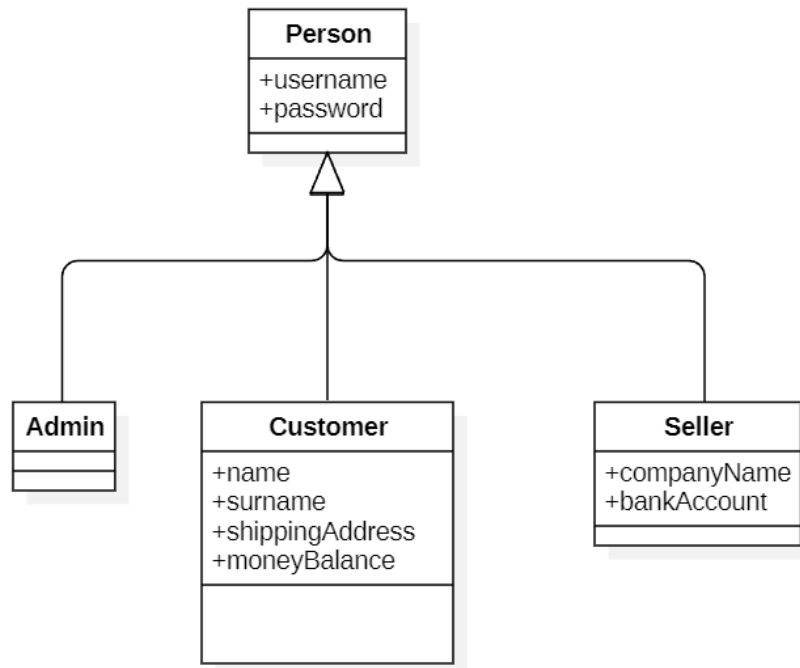 Person
+username
+password
Admin
Customer
+name
+surname
+shippingAddress
+moneyBalance
Seller
+companyName
+bankAccount